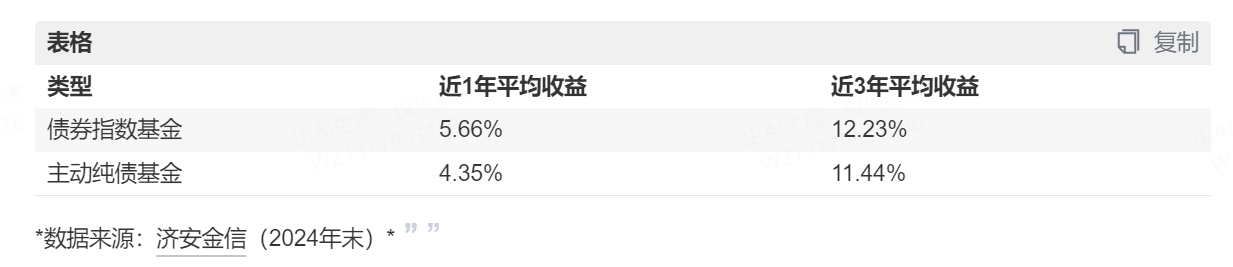 表格 复制
类型 近1年平均收益 近3年平均收益
债券指数基金 5.66% 12.23%
主动纯债基金 4.35% 11.44%
*数据来源：济安金信（2024年末）* ” ”